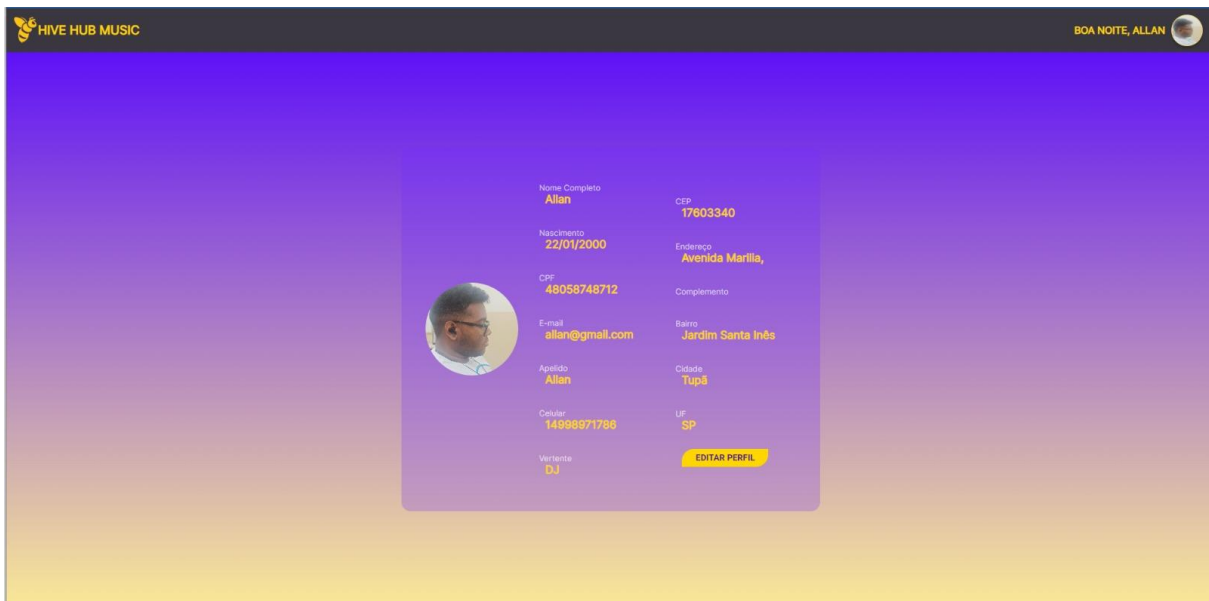 HIVE HUB MUSIC
BOA NOITE, ALLAN
Nome Completo
Allan
Nascimento
22/01/2000
CPF
48058748712
E-mail
allan@gmail.com
Apelido
Allan
Celular
14998971786
Vertente
DJ
CEP
17603340
Endereço
Avenida Marilia,
Complemento
Bairro
Jardim Santa Inês
Cidade
Tupã
UF
SP
EDITAR PERFIL